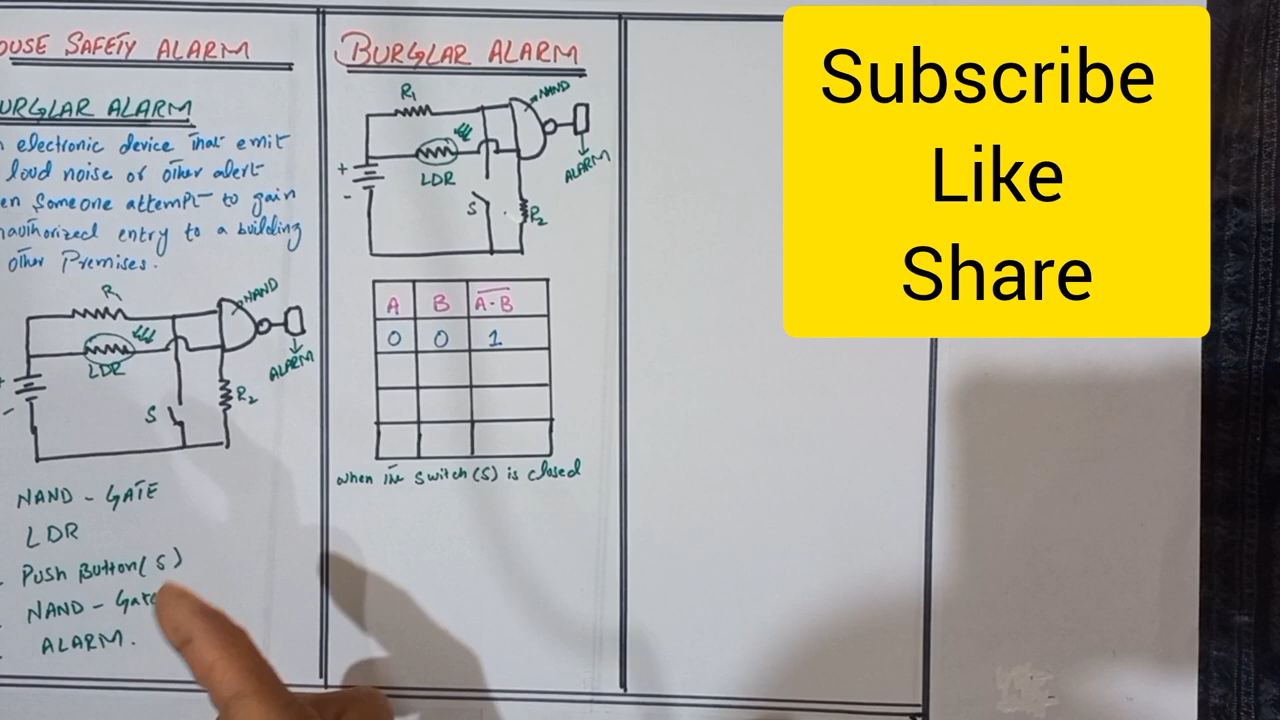 OUSE SAFETY ALARM
URGLAR ALARM
n electronic device that emit
loud noise or other alert
en someone attempt to gain
nauthorized entry to a building
other Premises.
R
NAND
LDR
ALARM
+
-
S
R2
NAND - GATE
LDR
Push Button(S)
NAND - Gate
ALARM.
BURGLAR ALARM
R1
NAND
LDR
ALARM
+
-
S
R2
A B A·B
0 0 1
when the switch (S) is closed
Subscribe
Like
Share